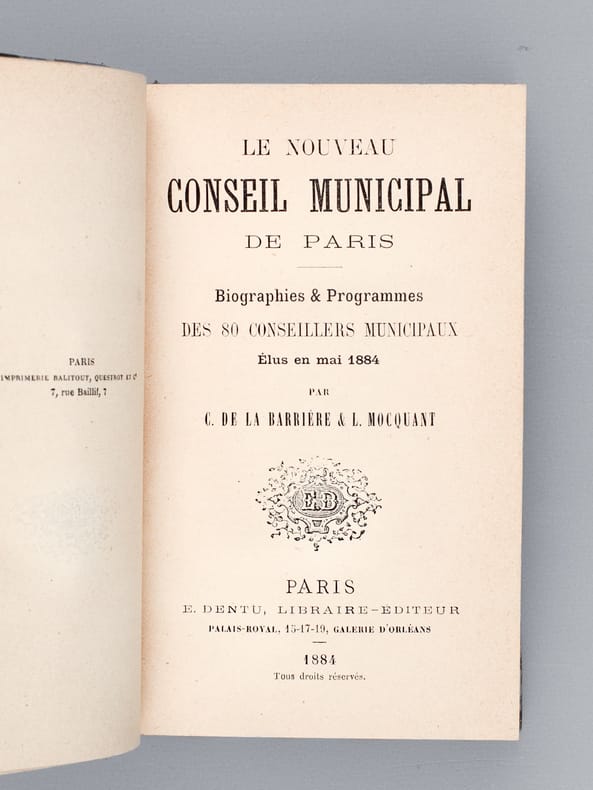 PARIS
IMPRIMERIE BALITOUT, QUESTROY ET Cᵉ
7, rue Baillif, 7
LE NOUVEAU
CONSEIL MUNICIPAL
DE PARIS
Biographies & Programmes
DES 80 CONSEILLERS MUNICIPAUX
Élus en mai 1884
PAR
C. DE LA BARRIÈRE & L. MOCQUANT
ED
PARIS
E. DENTU, LIBRAIRE-ÉDITEUR
PALAIS-ROYAL, 15-17-19, GALERIE D'ORLÉANS
1884
Tous droits réservés.